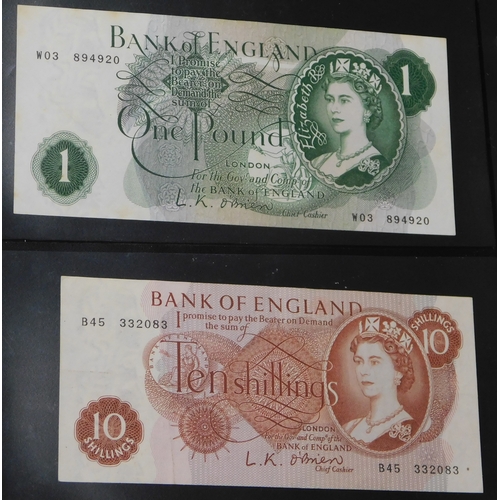 BANK OF ENGLAND
W03 894920
I Promise
to pay the
Bearer on
Demand the
sum of
1
Elizabeth
One Pound
LONDON
For the Gov.r and Comp.a of
the BANK OF ENGLAND
1
L.K. O'Brien
Chief Cashier
W03 894920
BANK OF ENGLAND
B45 332083
I promise to pay the Bearer on Demand
the sum of
10
SHILLINGS
Ten shillings
LONDON
For the Gov.r and Comp.a of the
BANK OF ENGLAND
10
SHILLINGS
L.K. O'Brien
Chief Cashier
B45 332083